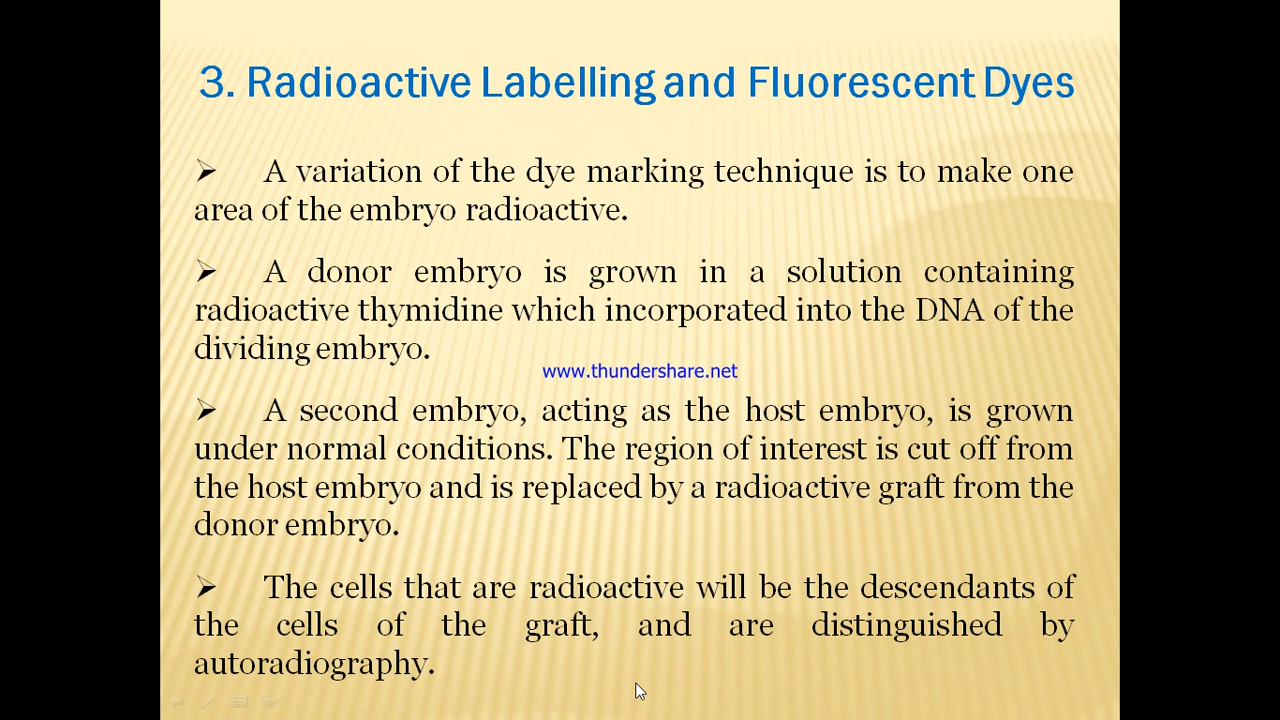 3. Radioactive Labelling and Fluorescent Dyes
➢ A variation of the dye marking technique is to make one
area of the embryo radioactive.
➢ A donor embryo is grown in a solution containing
radioactive thymidine which incorporated into the DNA of the
dividing embryo.
www.thundershare.net
➢ A second embryo, acting as the host embryo, is grown
under normal conditions. The region of interest is cut off from
the host embryo and is replaced by a radioactive graft from the
donor embryo.
➢ The cells that are radioactive will be the descendants of
the cells of the graft, and are distinguished by
autoradiography.